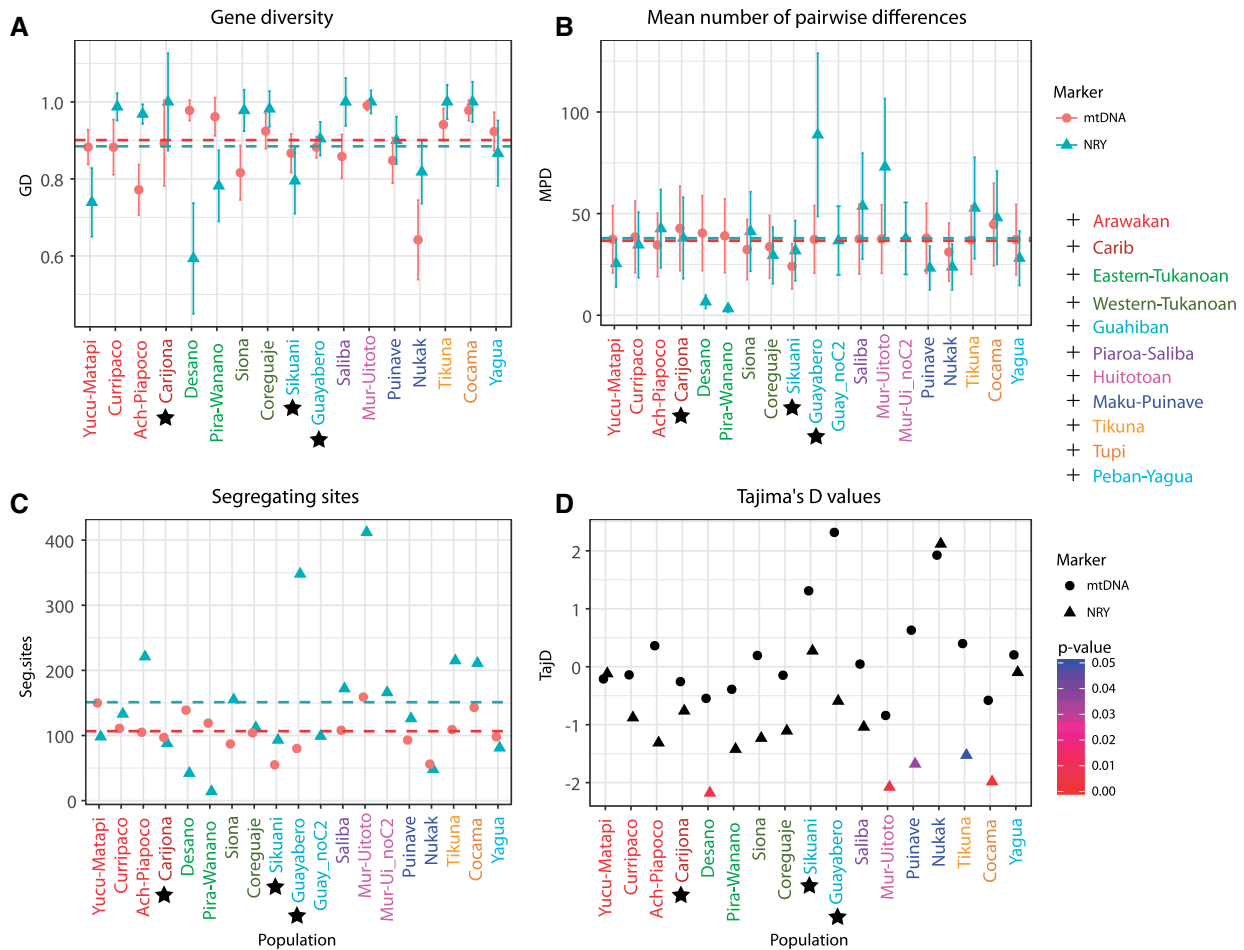 A
Gene diversity
GD
1.0
0.8
0.6
Yucu-Matapi
Curripaco
Ach-Piapoco
Carijona
Desano
Pira-Wanano
Siona
Coreguaje
Sikuani
Guayabero
Saliba
Mur-Uitoto
Puinave
Nukak
Tikuna
Cocama
Yagua
B
Mean number of pairwise differences
MPD
100
50
0
Yucu-Matapi
Curripaco
Ach-Piapoco
Carijona
Desano
Pira-Wanano
Siona
Coreguaje
Sikuani
Guayabero
Guay_noC2
Saliba
Mur-Uitoto
Mur-Ui_noC2
Puinave
Nukak
Tikuna
Cocama
Yagua
Marker
mtDNA
NRY
+ Arawakan
+ Carib
+ Eastern-Tukanoan
+ Western-Tukanoan
+ Guahiban
+ Piaroa-Saliba
+ Huitotoan
+ Maku-Puinave
+ Tikuna
+ Tupi
+ Peban-Yagua
C
Segregating sites
Seg.sites
400
300
200
100
0
Yucu-Matapi
Curripaco
Ach-Piapoco
Carijona
Desano
Pira-Wanano
Siona
Coreguaje
Sikuani
Guayabero
Guay_noC2
Saliba
Mur-Uitoto
Mur-Ui_noC2
Puinave
Nukak
Tikuna
Cocama
Yagua
Population
D
Tajima's D values
TajD
2
1
0
-1
-2
Yucu-Matapi
Curripaco
Ach-Piapoco
Carijona
Desano
Pira-Wanano
Siona
Coreguaje
Sikuani
Guayabero
Saliba
Mur-Uitoto
Puinave
Nukak
Tikuna
Cocama
Yagua
Population
Marker
mtDNA
NRY
p-value
0.05
0.04
0.03
0.02
0.01
0.00